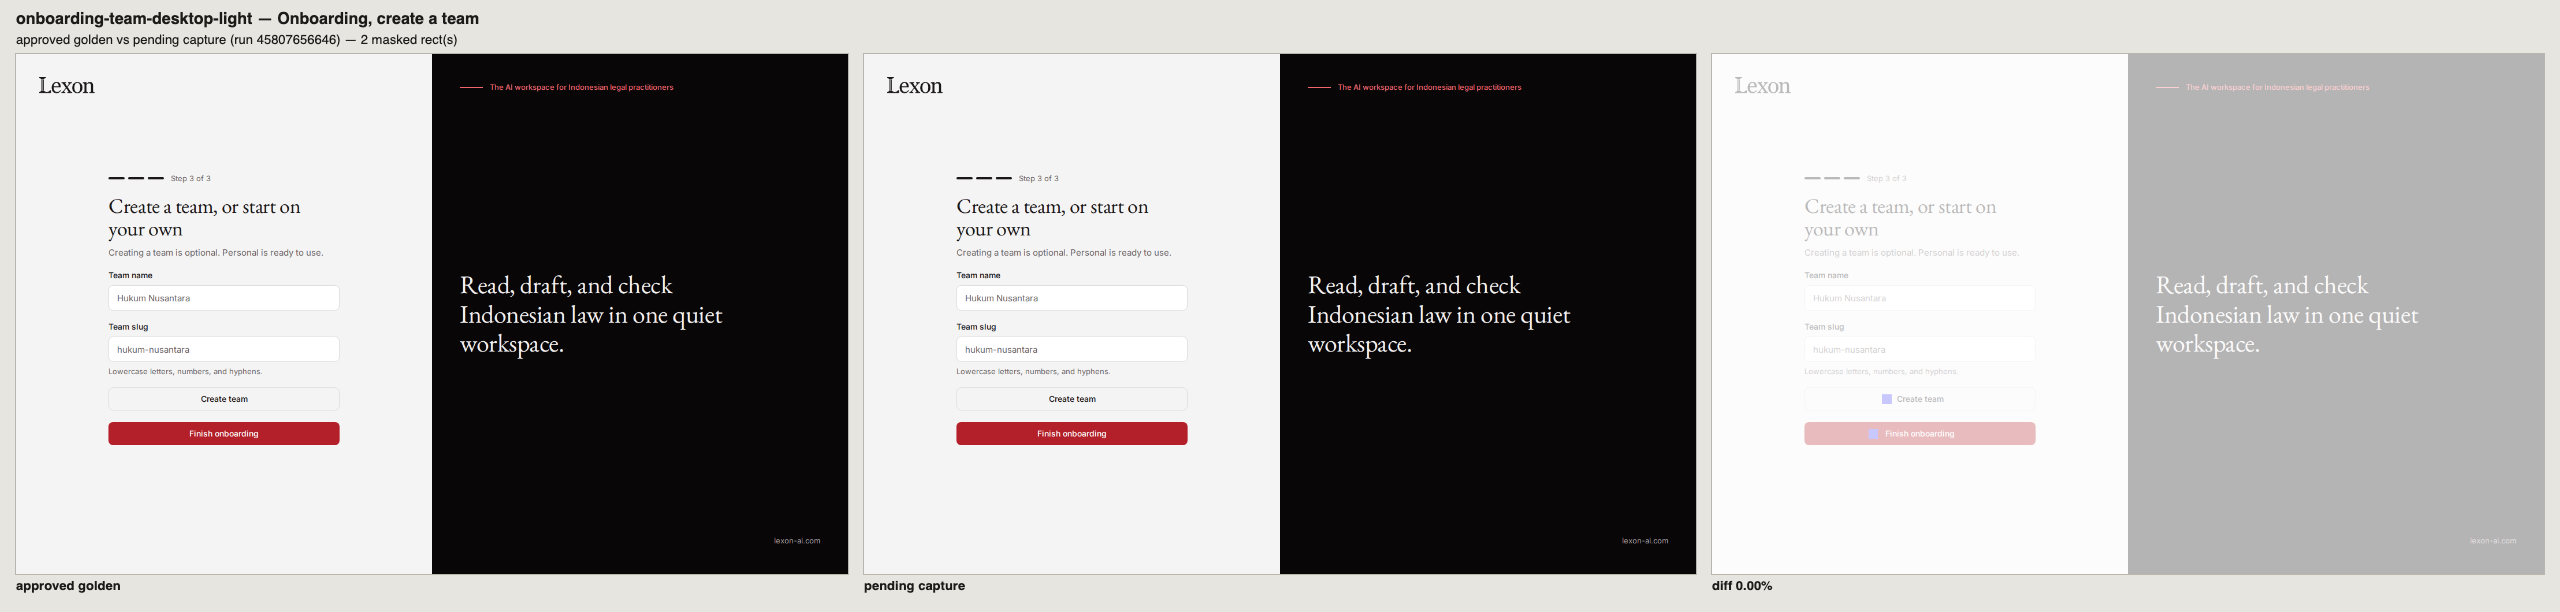 onboarding-team-desktop-light — Onboarding, create a team
approved golden vs pending capture (run 45807656646) — 2 masked rect(s)
Lexon
The AI workspace for Indonesian legal practitioners
Step 3 of 3
Create a team, or start on
your own
Creating a team is optional. Personal is ready to use.
Team name
Hukum Nusantara
Team slug
hukum-nusantara
Lowercase letters, numbers, and hyphens.
Create team
Finish onboarding
Read, draft, and check
Indonesian law in one quiet
workspace.
lexon-ai.com
approved golden
Lexon
The AI workspace for Indonesian legal practitioners
Step 3 of 3
Create a team, or start on
your own
Creating a team is optional. Personal is ready to use.
Team name
Hukum Nusantara
Team slug
hukum-nusantara
Lowercase letters, numbers, and hyphens.
Create team
Finish onboarding
Read, draft, and check
Indonesian law in one quiet
workspace.
lexon-ai.com
pending capture
Lexon
The AI workspace for Indonesian legal practitioners
Step 3 of 3
Create a team, or start on
your own
Creating a team is optional. Personal is ready to use.
Team name
Hukum Nusantara
Team slug
hukum-nusantara
Lowercase letters, numbers, and hyphens.
Create team
Finish onboarding
Read, draft, and check
Indonesian law in one quiet
workspace.
lexon-ai.com
diff 0.00%